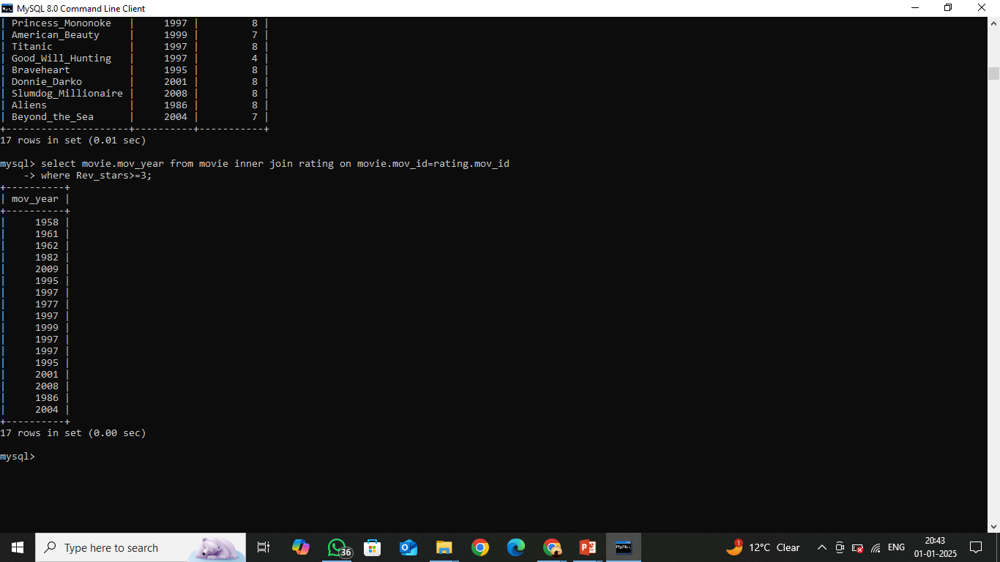 MySQL 8.0 Command Line Client
| Princess_Mononoke   |     1997 |         8 |
| American_Beauty     |     1999 |         7 |
| Titanic             |     1997 |         8 |
| Good_Will_Hunting   |     1997 |         4 |
| Braveheart          |     1995 |         8 |
| Donnie_Darko        |     2001 |         8 |
| Slumdog_Millionaire |     2008 |         8 |
| Aliens              |     1986 |         8 |
| Beyond_the_Sea      |     2004 |         7 |
+---------------------+----------+-----------+
17 rows in set (0.01 sec)
mysql> select movie.mov_year from movie inner join rating on movie.mov_id=rating.mov_id
    -> where Rev_stars>=3;
+----------+
| mov_year |
+----------+
|     1958 |
|     1961 |
|     1962 |
|     1982 |
|     2009 |
|     1995 |
|     1997 |
|     1977 |
|     1997 |
|     1999 |
|     1997 |
|     1997 |
|     1995 |
|     2001 |
|     2008 |
|     1986 |
|     2004 |
+----------+
17 rows in set (0.00 sec)
mysql>
Type here to search
36
1
12°C Clear
ENG
20:43
01-01-2025